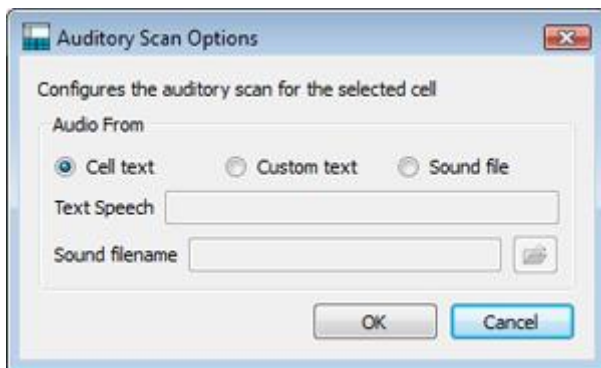 Auditory Scan Options
Configures the auditory scan for the selected cell
Audio From
Cell text Custom text Sound file
Text Speech
Sound filename
OK Cancel